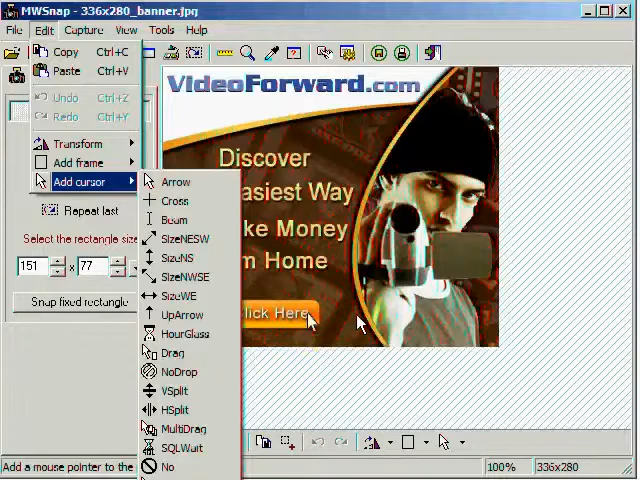 MWSnap - 336x280_banner.jpg
File Edit Capture View Tools Help
Copy Ctrl+C
Paste Ctrl+V
Undo Ctrl+Z
Redo Ctrl+Y
Transform
Add frame
Add cursor
Arrow
Cross
Beam
SizeNESW
SizeNS
SizeNWSE
SizeWE
UpArrow
HourGlass
Drag
NoDrop
VSplit
HSplit
MultiDrag
SQLWait
No
Repeat last
Select the rectangle size
151 x 77
Snap fixed rectangle
VideoForward.com
Discover
asiest Way
ke Money
m Home
lick Here
Add a mouse pointer to the
100% 336x280